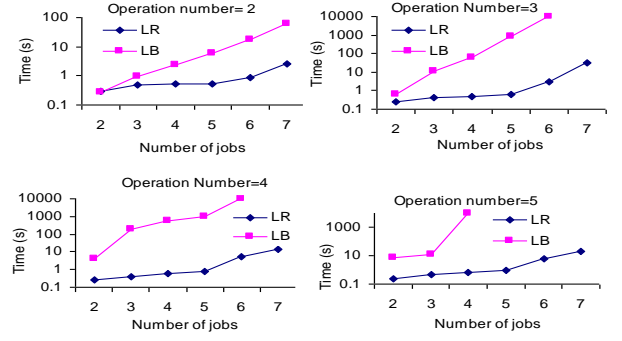 Operation number= 2
100
10
1
0.1
Time (s)
LR
LB
2 3 4 5 6 7
Number of jobs
Operation number=3
10000
1000
100
10
1
0.1
Time (s)
LR
LB
2 3 4 5 6 7
Number of jobs
Operation Number=4
10000
1000
100
10
1
0.1
Time (s)
LR
LB
2 3 4 5 6 7
Number of jobs
Operation number=5
1000
10
0.1
Time (s)
LR
LB
2 3 4 5 6 7
Number of jobs